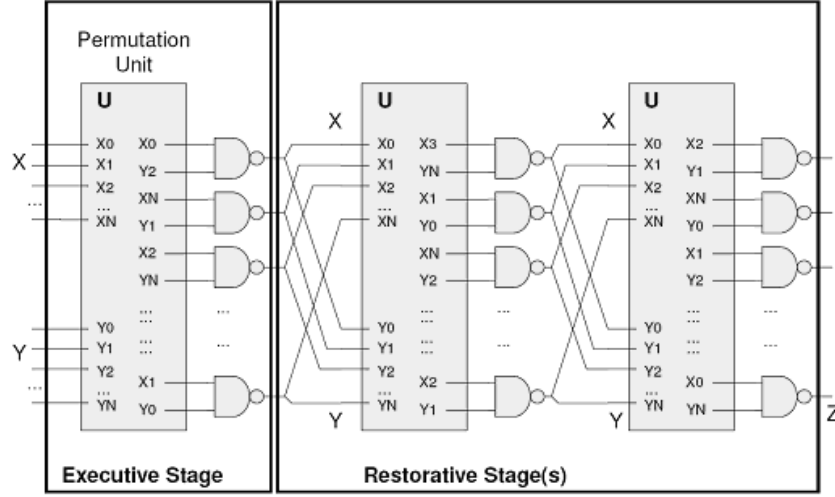 Permutation
Unit
U
U
U
X
X
X
X0 X0
X0 X3
X0 X2
X1 Y2
X1 YN
X1 Y1
X2 XN
X2 X1
X2 XN
... ...
...
...
XN Y1
XN Y0
XN Y0
X2
XN
X1
YN
Y2
Y2
... ... ...
... ... ...
... ... ...
Y0 ...
Y0 ...
Y0 ...
Y
Y1 ... ...
Y1 ... ...
Y1 ... ...
Y2
Y2
Y2
... ... X1
... X2
... X0
YN Y0
YN Y1
YN YN
Y
Y
Z
Executive Stage
Restorative Stage(s)